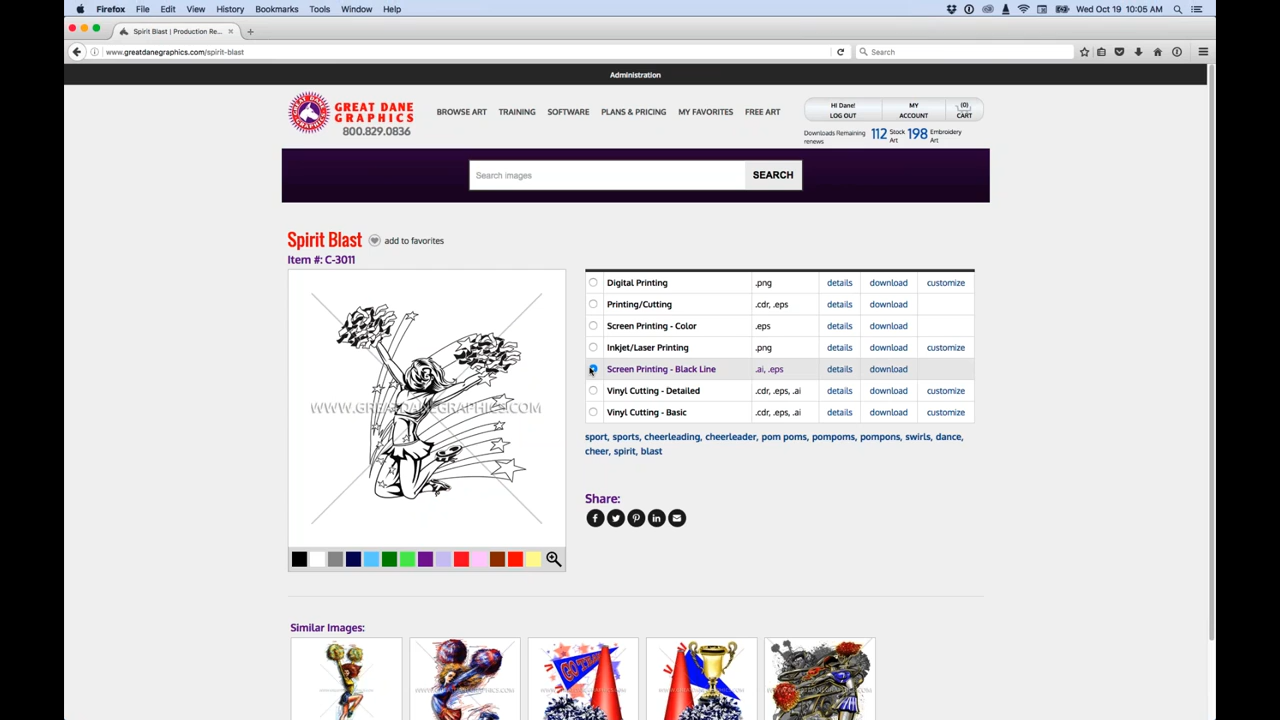 Firefox File Edit View History Bookmarks Tools Window Help Wed Oct 19 10:05 AM
Spirit Blast | Production Re...
www.greatdanegraphics.com/spirit-blast Search
Administration
GREAT DANE
GRAPHICS
800.829.0836
BROWSE ART TRAINING SOFTWARE PLANS & PRICING MY FAVORITES FREE ART
Hi Dane!
LOG OUT
MY
ACCOUNT
(0)
CART
Downloads Remaining
renews
112 Stock Art 198 Embroidery Art
Search images SEARCH
Spirit Blast add to favorites
Item #: C-3011
WWW.GREATDANEGRAPHICS.COM
Digital Printing .png details download customize
Printing/Cutting .cdr, .eps details download
Screen Printing - Color .eps details download
Inkjet/Laser Printing .png details download customize
Screen Printing - Black Line .ai, .eps details download
Vinyl Cutting - Detailed .cdr, .eps, .ai details download customize
Vinyl Cutting - Basic .cdr, .eps, .ai details download customize
sport, sports, cheerleading, cheerleader, pom poms, pompoms, pompons, swirls, dance,
cheer, spirit, blast
Share:
Similar Images: